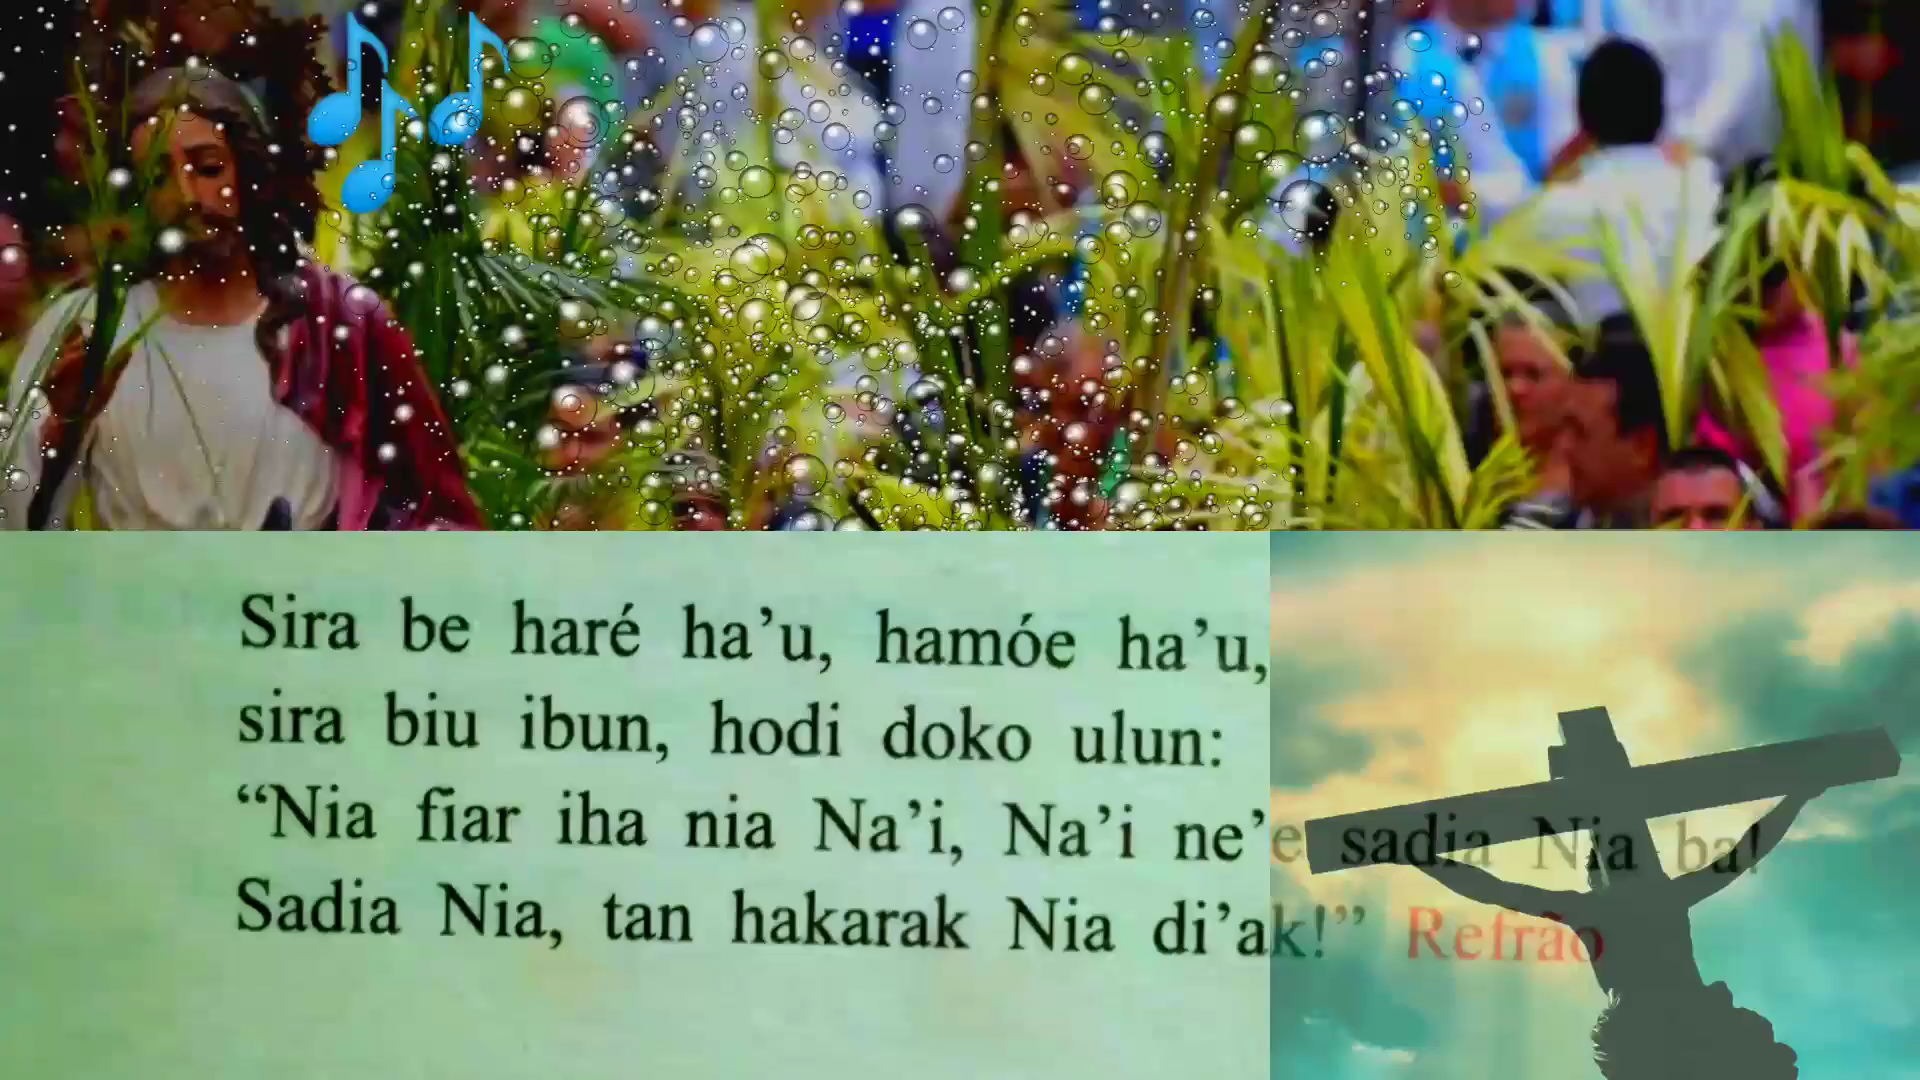 Sira be haré ha’u, hamóe ha’u,
sira biu ibun, hodi doko ulun:
“Nia fiar iha nia Na’i, Na’i ne’e sadia Nia ba!
Sadia Nia, tan hakarak Nia di’ak!” Refrão